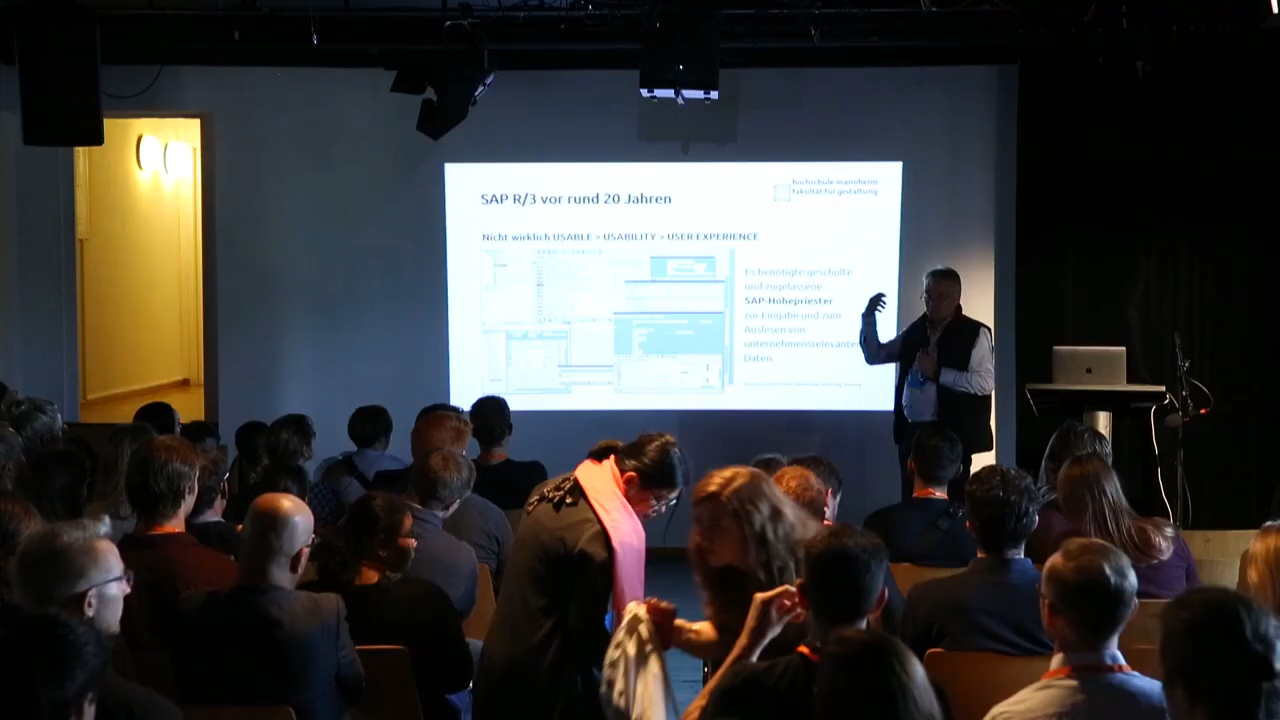 SAP R/3 vor rund 20 Jahren
hochschule mannheim
fakultät für gestaltung
Nicht wirklich USABLE > USABILITY > USER EXPERIENCE
Es benötigte geschulte
und zugelassene
SAP-Hohepriester
zur Eingabe und zum
Auslesen von
unternehmensrelevanten
Daten.